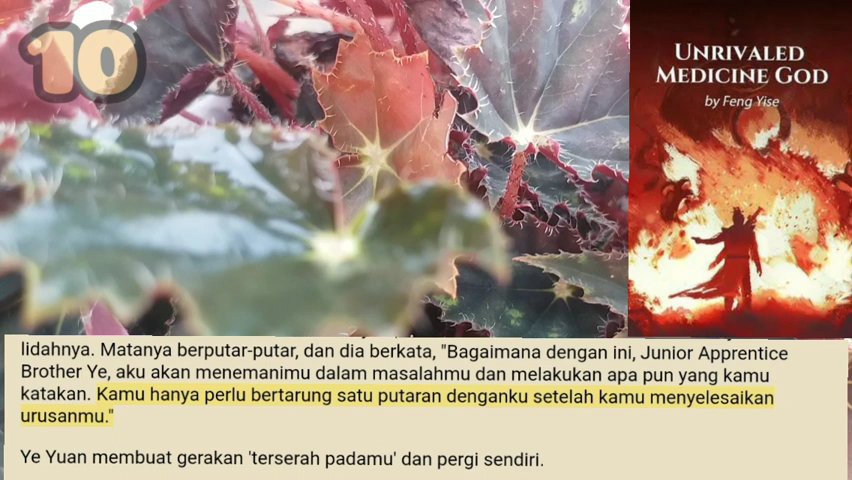 10
UNRIVALED
MEDICINE GOD
by Feng Yise
lidahnya. Matanya berputar-putar, dan dia berkata, "Bagaimana dengan ini, Junior Apprentice
Brother Ye, aku akan menemanimu dalam masalahmu dan melakukan apa pun yang kamu
katakan. Kamu hanya perlu bertarung satu putaran denganku setelah kamu menyelesaikan
urusanmu."
Ye Yuan membuat gerakan 'terserah padamu' dan pergi sendiri.